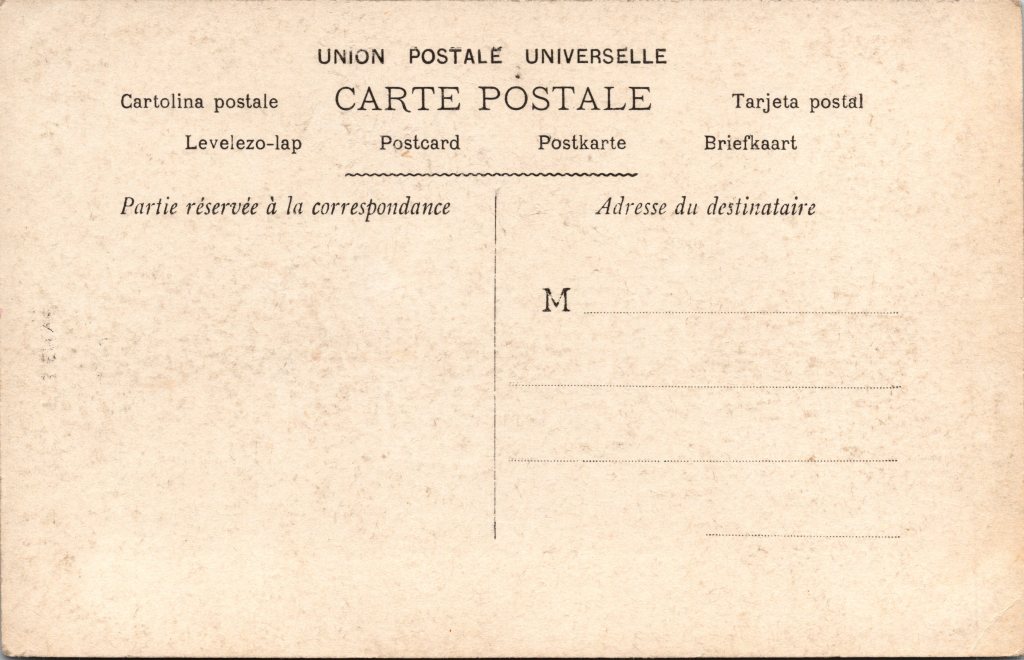 UNION POSTALE UNIVERSELLE
Cartolina postale CARTE POSTALE Tarjeta postal
Levelezo-lap Postcard Postkarte Briefkaart
Partie réservée à la correspondance Adresse du destinataire
M